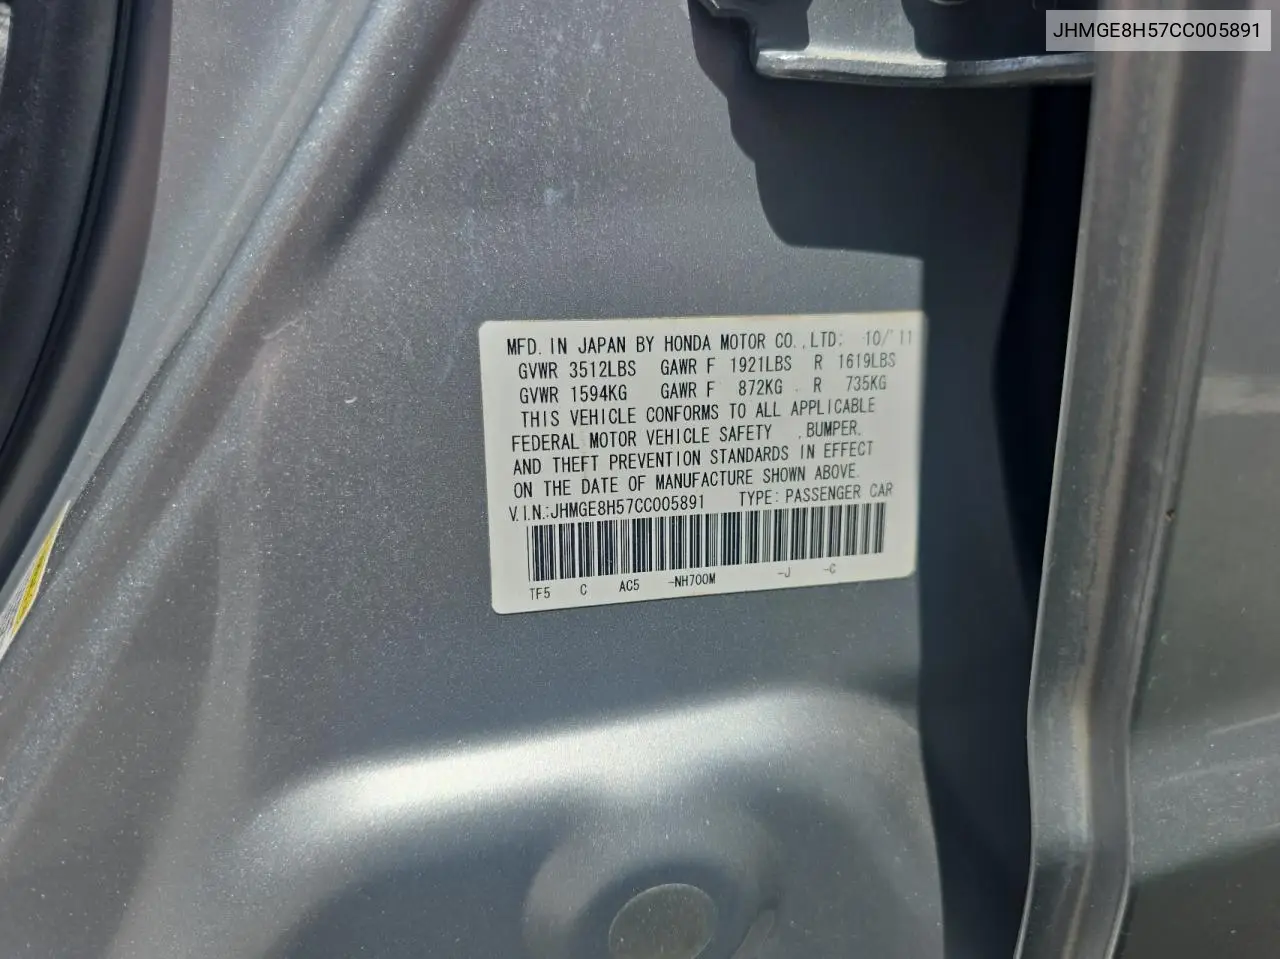 JHMGE8H57CC005891
MFD. IN JAPAN BY HONDA MOTOR CO.,LTD: 10/'11
GVWR 3512LBS GAWR F 1921LBS R 1619LBS
GVWR 1594KG GAWR F 872KG R 735KG
THIS VEHICLE CONFORMS TO ALL APPLICABLE
FEDERAL MOTOR VEHICLE SAFETY , BUMPER,
AND THEFT PREVENTION STANDARDS IN EFFECT
ON THE DATE OF MANUFACTURE SHOWN ABOVE.
V.I.N.:JHMGE8H57CC005891 TYPE: PASSENGER CAR
TF5 C AC5 -NH700M -J -C